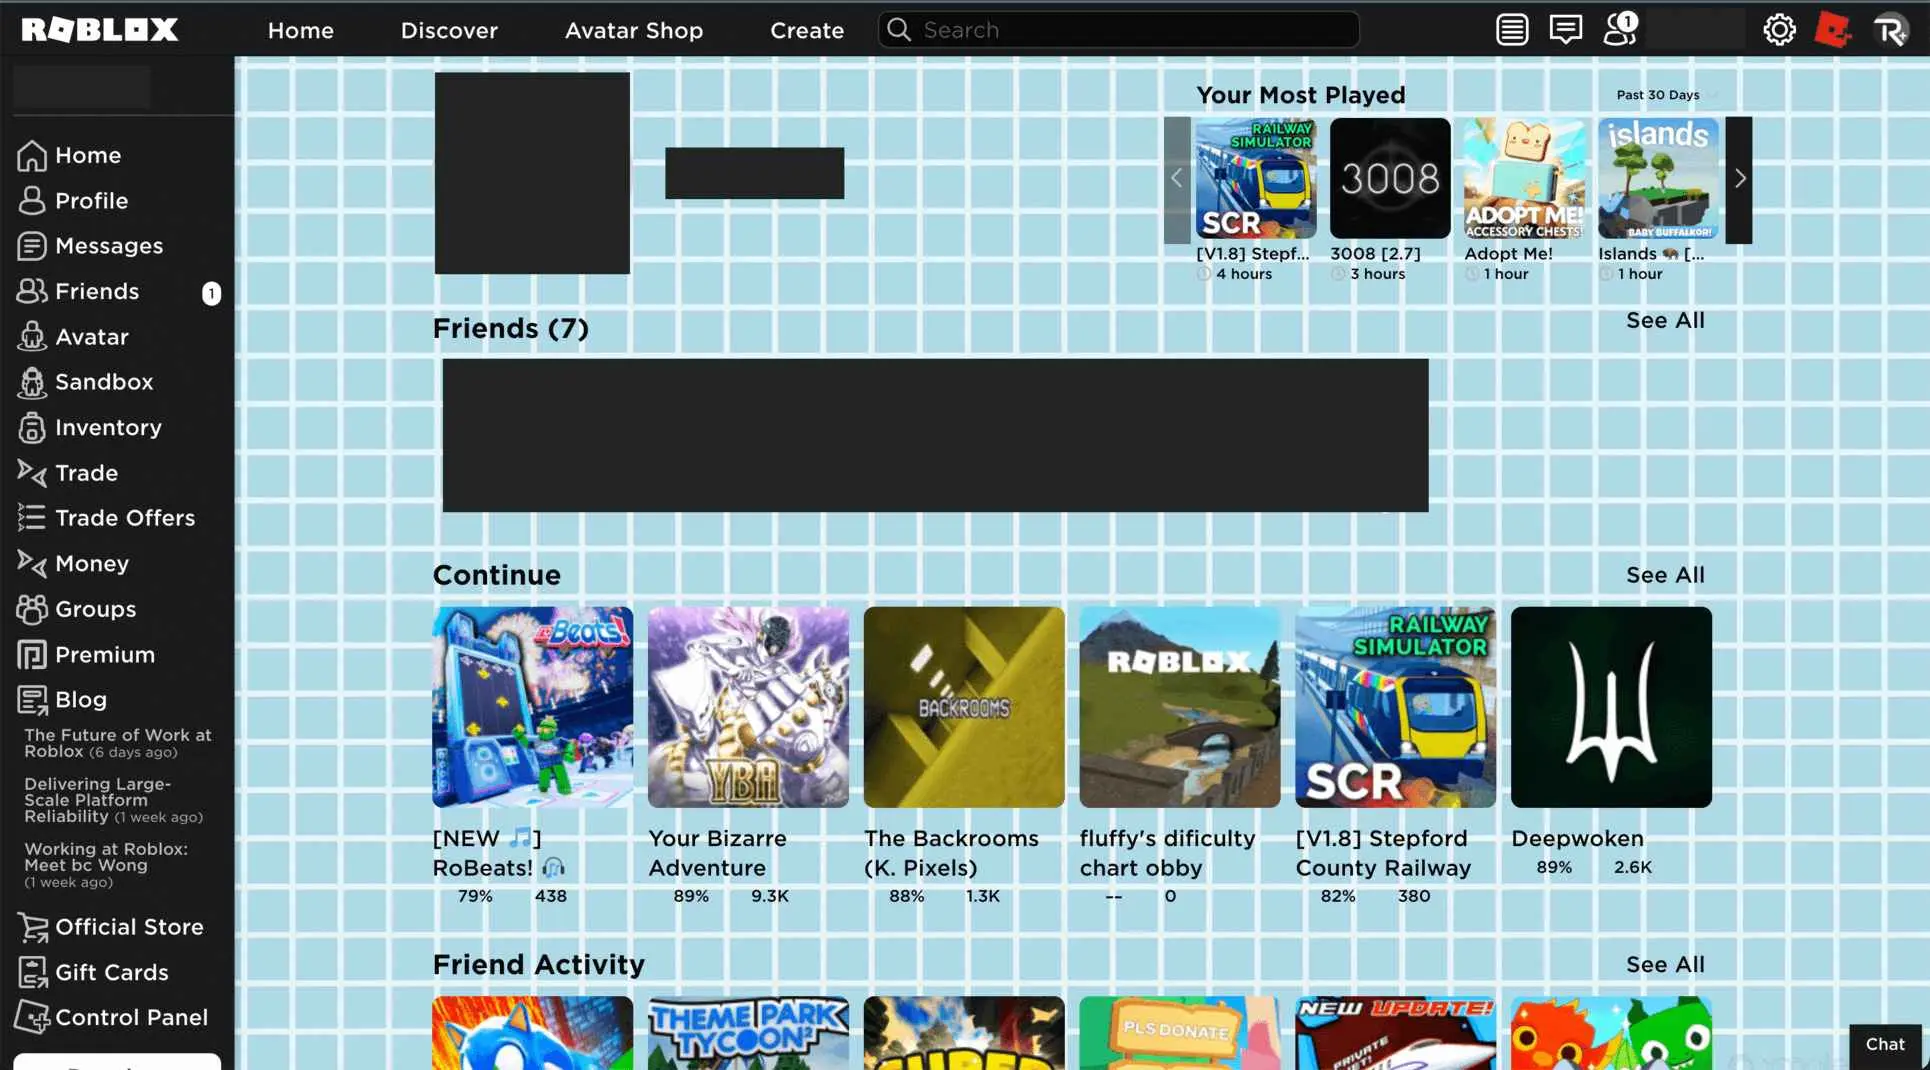 ROBLOX
Home
Discover
Avatar Shop
Create
Search
1
Home
Profile
Messages
Friends
1
Avatar
Sandbox
Inventory
Trade
Trade Offers
Money
Groups
Premium
Blog
The Future of Work at
Roblox (6 days ago)
Delivering Large-
Scale Platform
Reliability (1 week ago)
Working at Roblox:
Meet bc Wong
(1 week ago)
Official Store
Gift Cards
Control Panel
Your Most Played
Past 30 Days
RAILWAY
SIMULATOR
SCR
3008
ADOPT ME!
ACCESSORY CHESTS!
islands
BABY BUFFALKOR!
[V1.8] Stepf...
4 hours
3008 [2.7]
3 hours
Adopt Me!
1 hour
Islands 🦬 [...
1 hour
Friends (7)
See All
Continue
See All
Beats!
YBA
BACKROOMS
ROBLOX
RAILWAY
SIMULATOR
SCR
[NEW 🎵]
RoBeats! 🎧
79% 438
Your Bizarre
Adventure
89% 9.3K
The Backrooms
(K. Pixels)
88% 1.3K
fluffy's dificulty
chart obby
-- 0
[V1.8] Stepford
County Railway
82% 380
Deepwoken
89% 2.6K
Friend Activity
See All
THEME PARK
TYCOON2
SUPER
PLS DONATE
NEW UPDATE!
PRIVATE
Chat